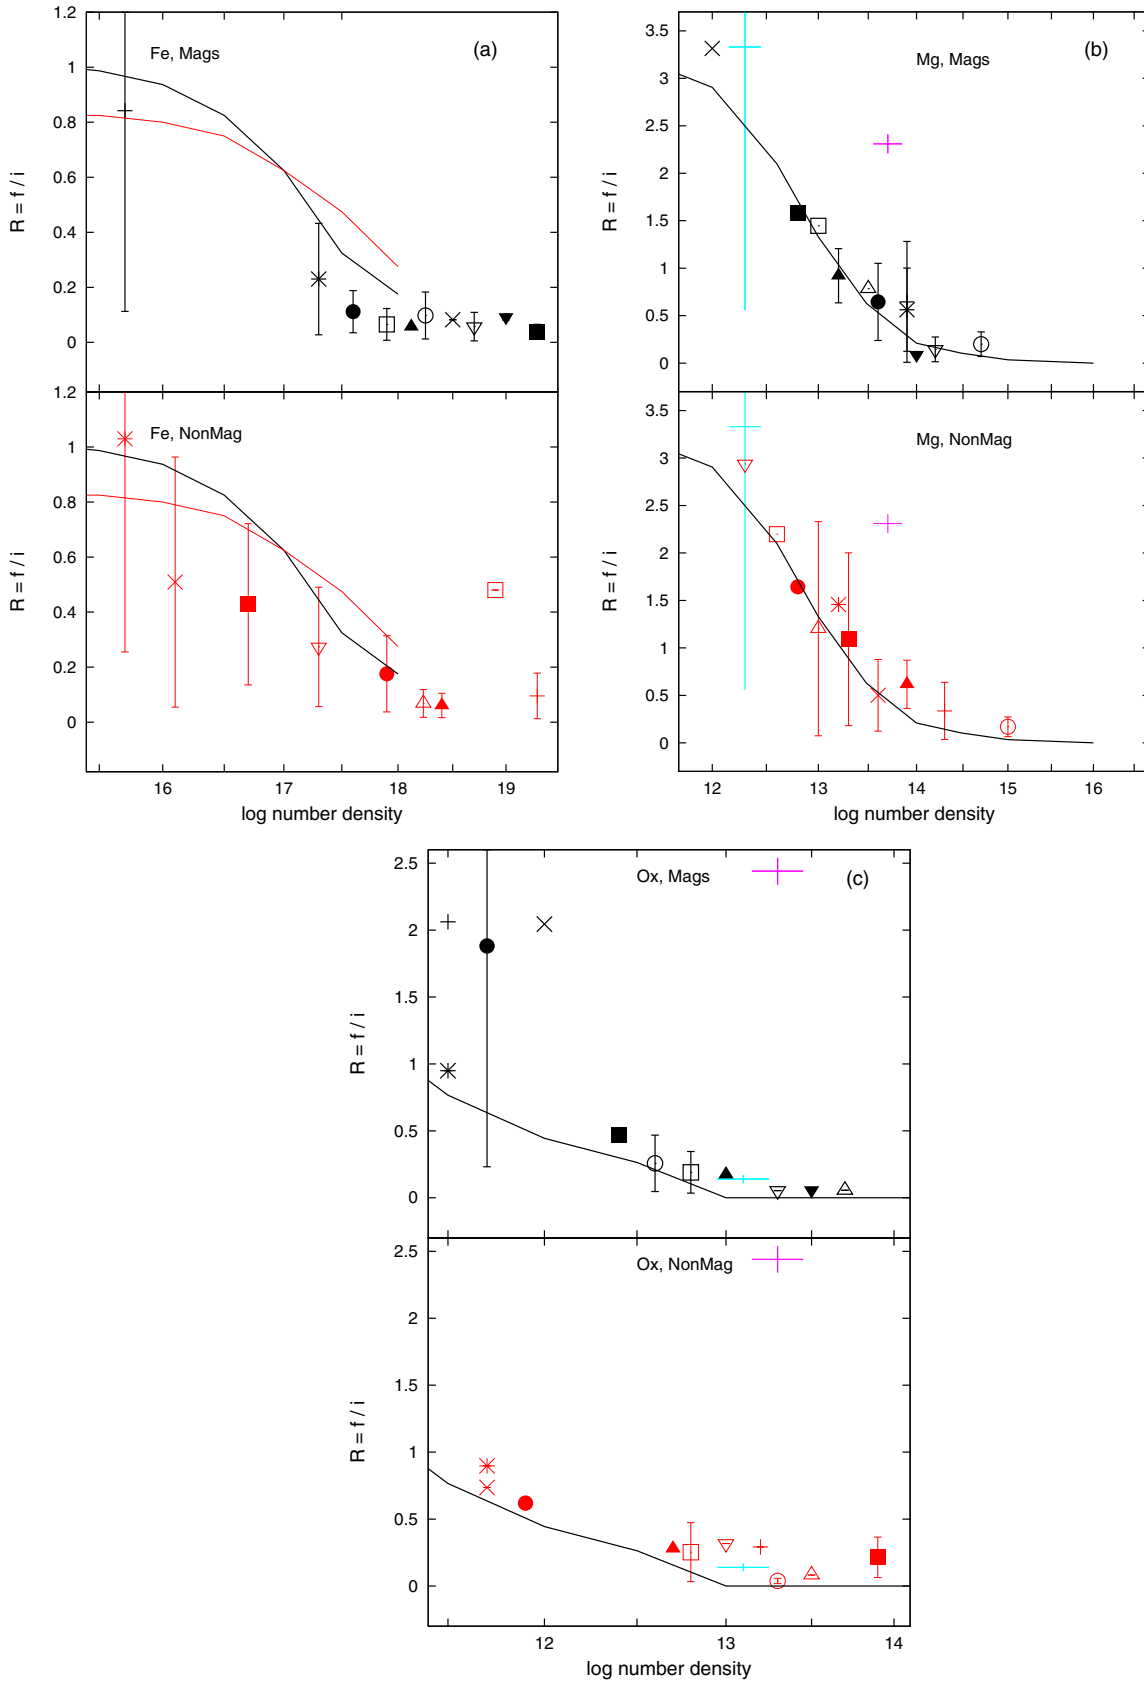 1.2
Fe, Mags
(a)
1
0.8
0.6
0.4
0.2
0
R = f / i
1.2
Fe, NonMag
1
0.8
0.6
0.4
0.2
0
R = f / i
16 17 18 19
log number density
3.5
Mg, Mags
(b)
3
2.5
2
1.5
1
0.5
0
R = f / i
3.5
Mg, NonMag
3
2.5
2
1.5
1
0.5
0
R = f / i
12 13 14 15 16
log number density
2.5
Ox, Mags
(c)
2
1.5
1
0.5
0
R = f / i
2.5
Ox, NonMag
2
1.5
1
0.5
0
R = f / i
12 13 14
log number density